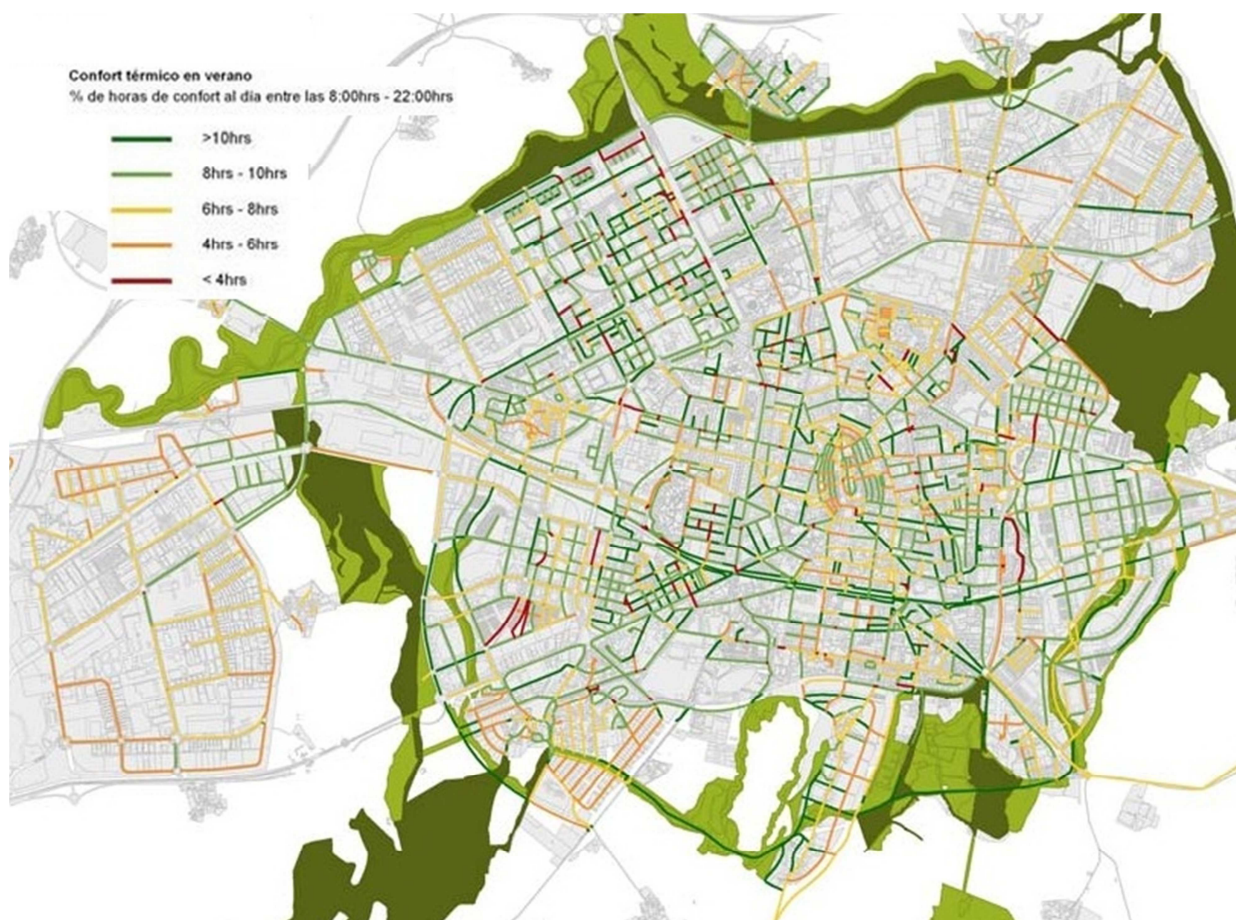 Confort térmico en verano
% de horas de confort al día entre las 8:00hrs - 22:00hrs
>10hrs
8hrs - 10hrs
6hrs - 8hrs
4hrs - 6hrs
< 4hrs